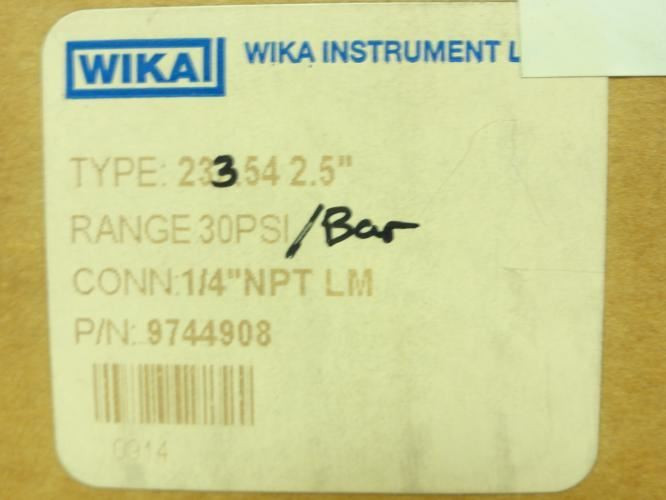 WIKA
WIKA INSTRUMENT L
TYPE: 233.54 2.5"
RANGE:30PSI/Bar
CONN:1/4"NPT LM
P/N: 9744908
0914